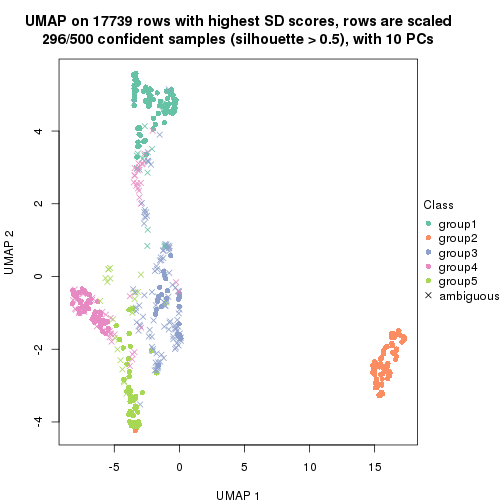 UMAP on 17739 rows with highest SD scores, rows are scaled
296/500 confident samples (silhouette > 0.5), with 10 PCs
4
2
0
-2
-4
UMAP 2
-5
0
5
10
15
UMAP 1
Class
group1
group2
group3
group4
group5
ambiguous